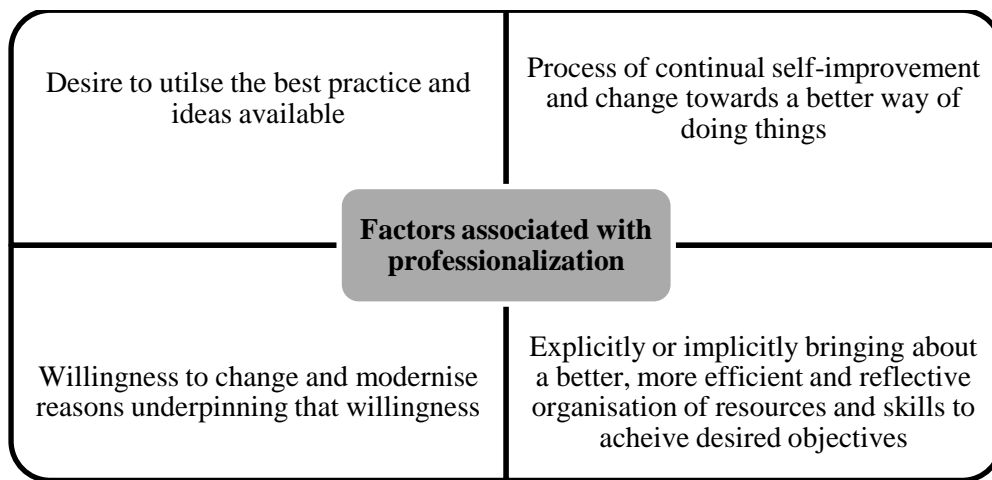 Desire to utilse the best practice and
ideas available
Process of continual self-improvement
and change towards a better way of
doing things
Factors associated with
professionalization
Willingness to change and modernise
reasons underpinning that willingness
Explicitly or implicitly bringing about
a better, more efficient and reflective
organisation of resources and skills to
acheive desired objectives